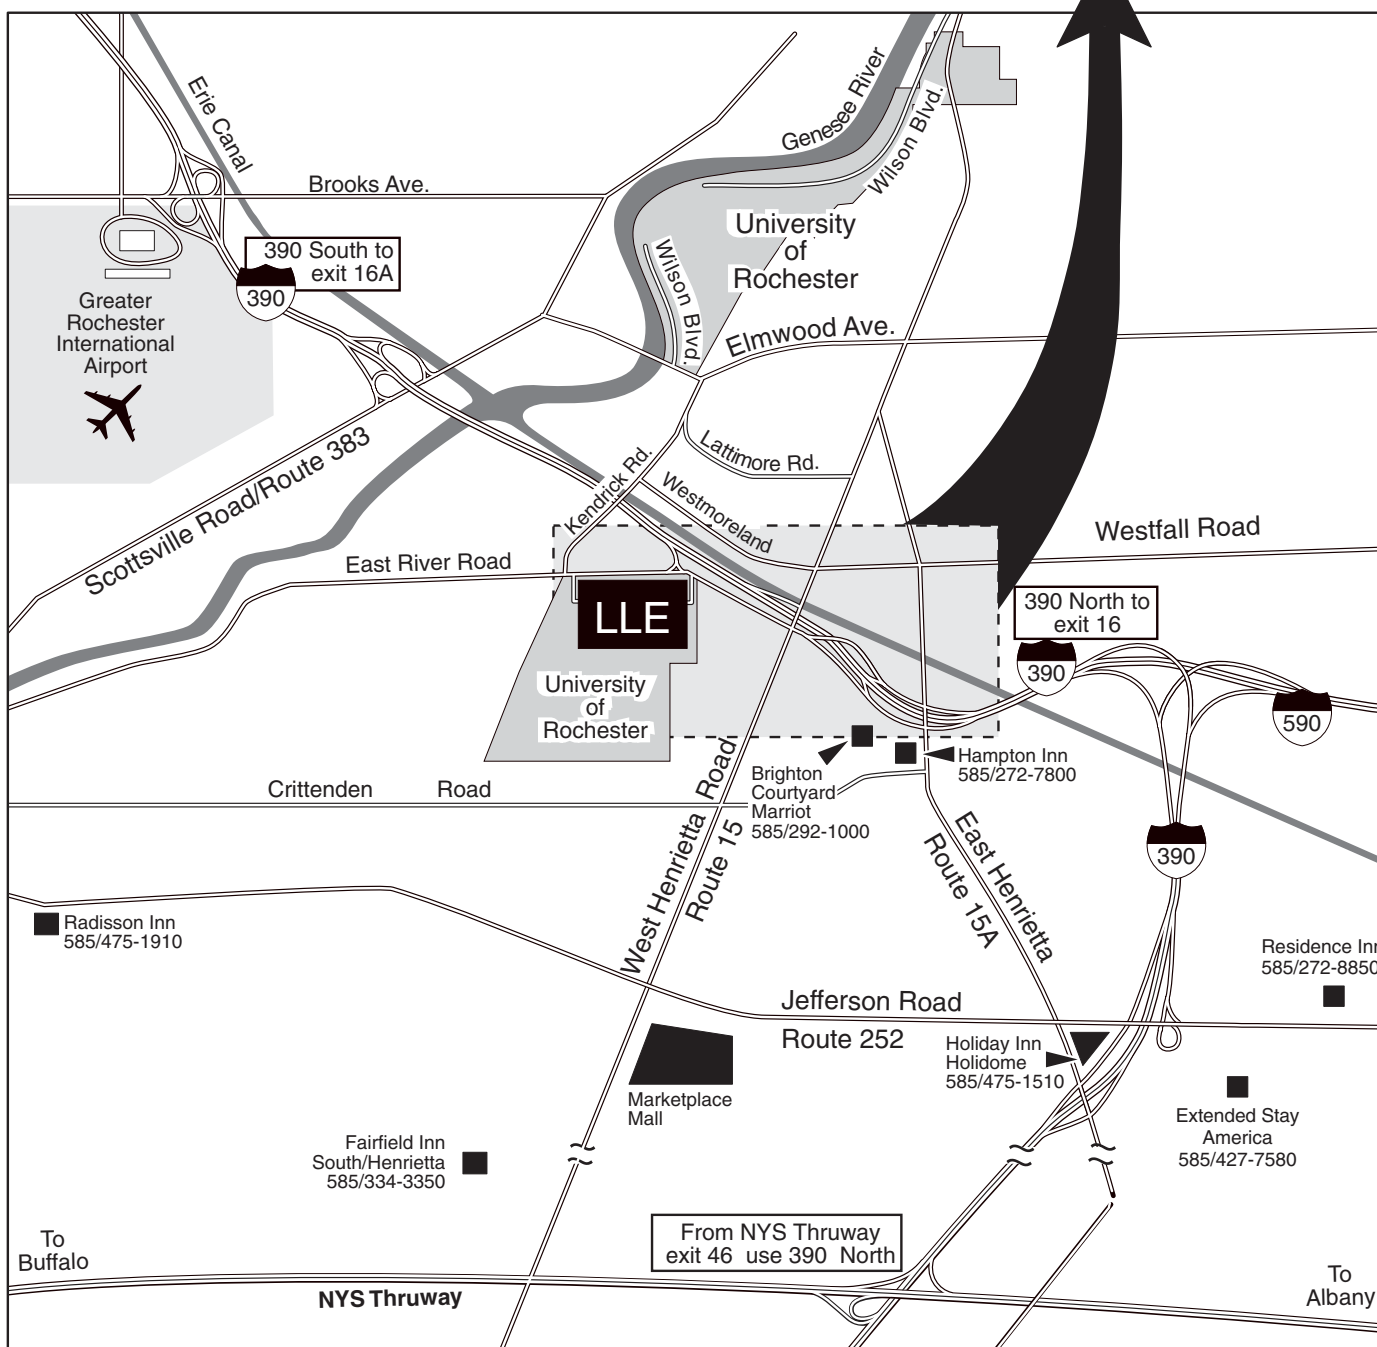 Erie Canal
Genesee River
Wilson Blvd.
Brooks Ave.
University
of
Rochester
390 South to
exit 16A
390
Wilson Blvd.
Greater
Rochester
International
Airport
Elmwood Ave.
Scottsville Road/Route 383
Lattimore Rd.
Kendrick Rd.
Westmoreland
Westfall Road
East River Road
LLE
390 North to
exit 16
390
590
University
of
Rochester
Crittenden Road
Brighton
Courtyard
Marriot
585/292-1000
Hampton Inn
585/272-7800
West Henrietta Road
Route 15
East Henrietta
Route 15A
390
Radisson Inn
585/475-1910
Residence Inn
585/272-8850
Jefferson Road
Route 252
Holiday Inn
Holidome
585/475-1510
Marketplace
Mall
Extended Stay
America
585/427-7580
Fairfield Inn
South/Henrietta
585/334-3350
From NYS Thruway
exit 46 use 390 North
To
Buffalo
NYS Thruway
To
Albany